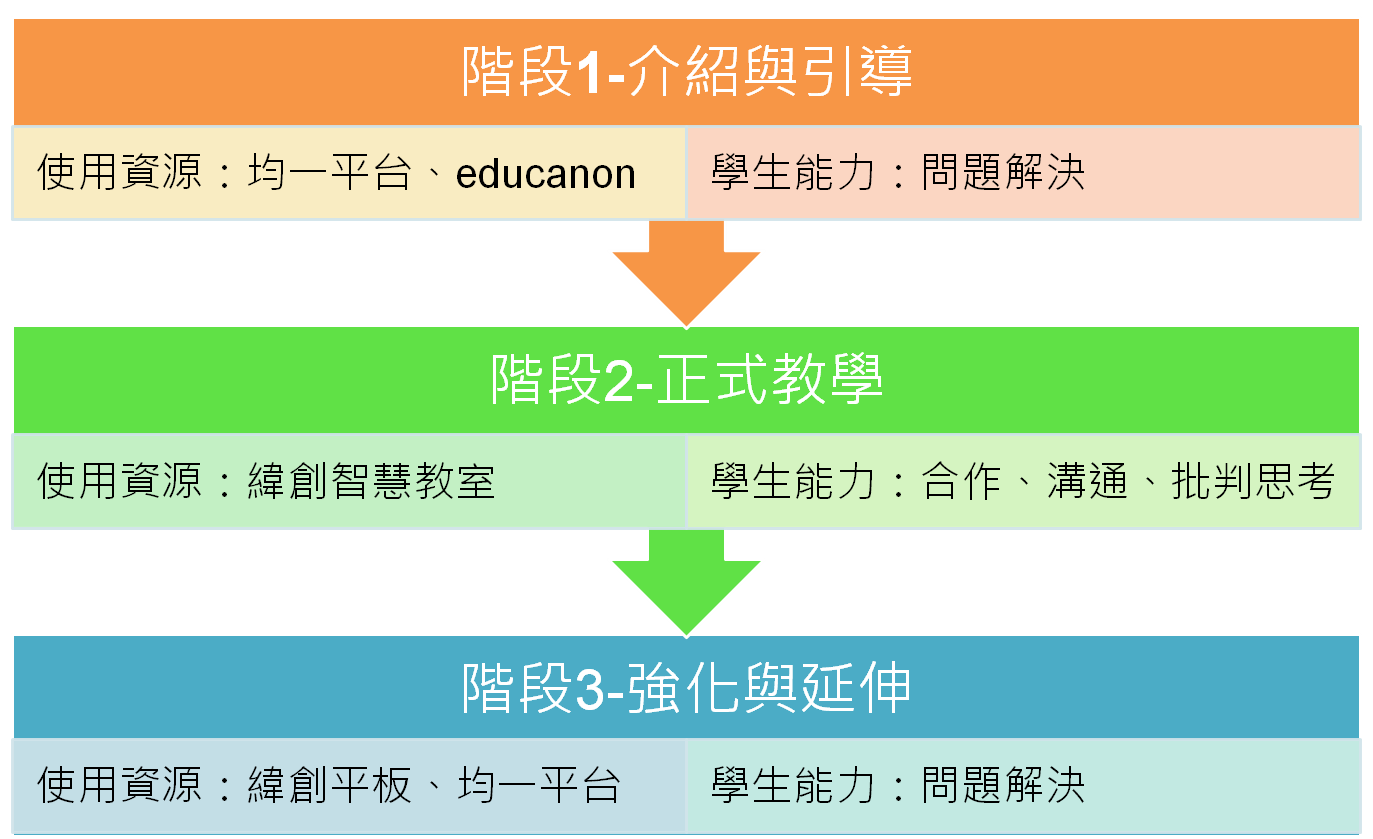 階段1-介紹與引導
使用資源：均一平台、educanon
學生能力：問題解決
階段2-正式教學
使用資源：緯創智慧教室
學生能力：合作、溝通、批判思考
階段3-強化與延伸
使用資源：緯創平板、均一平台
學生能力：問題解決